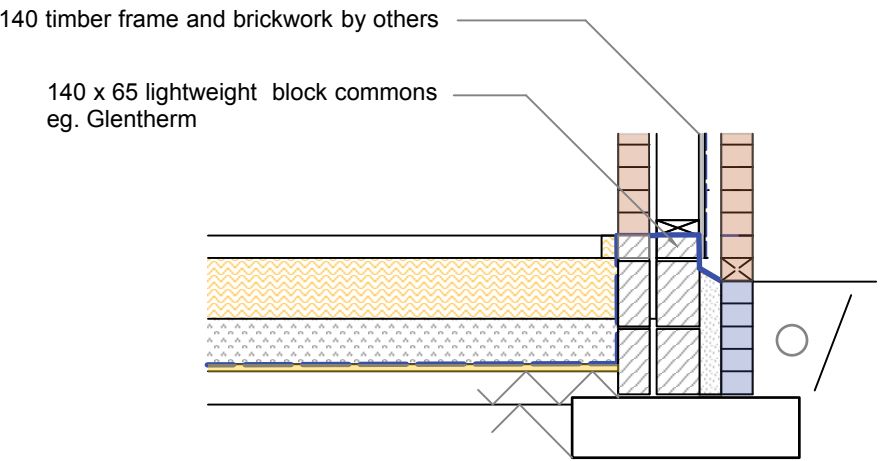 140 timber frame and brickwork by others
140 x 65 lightweight block commons
eg. Glentherm